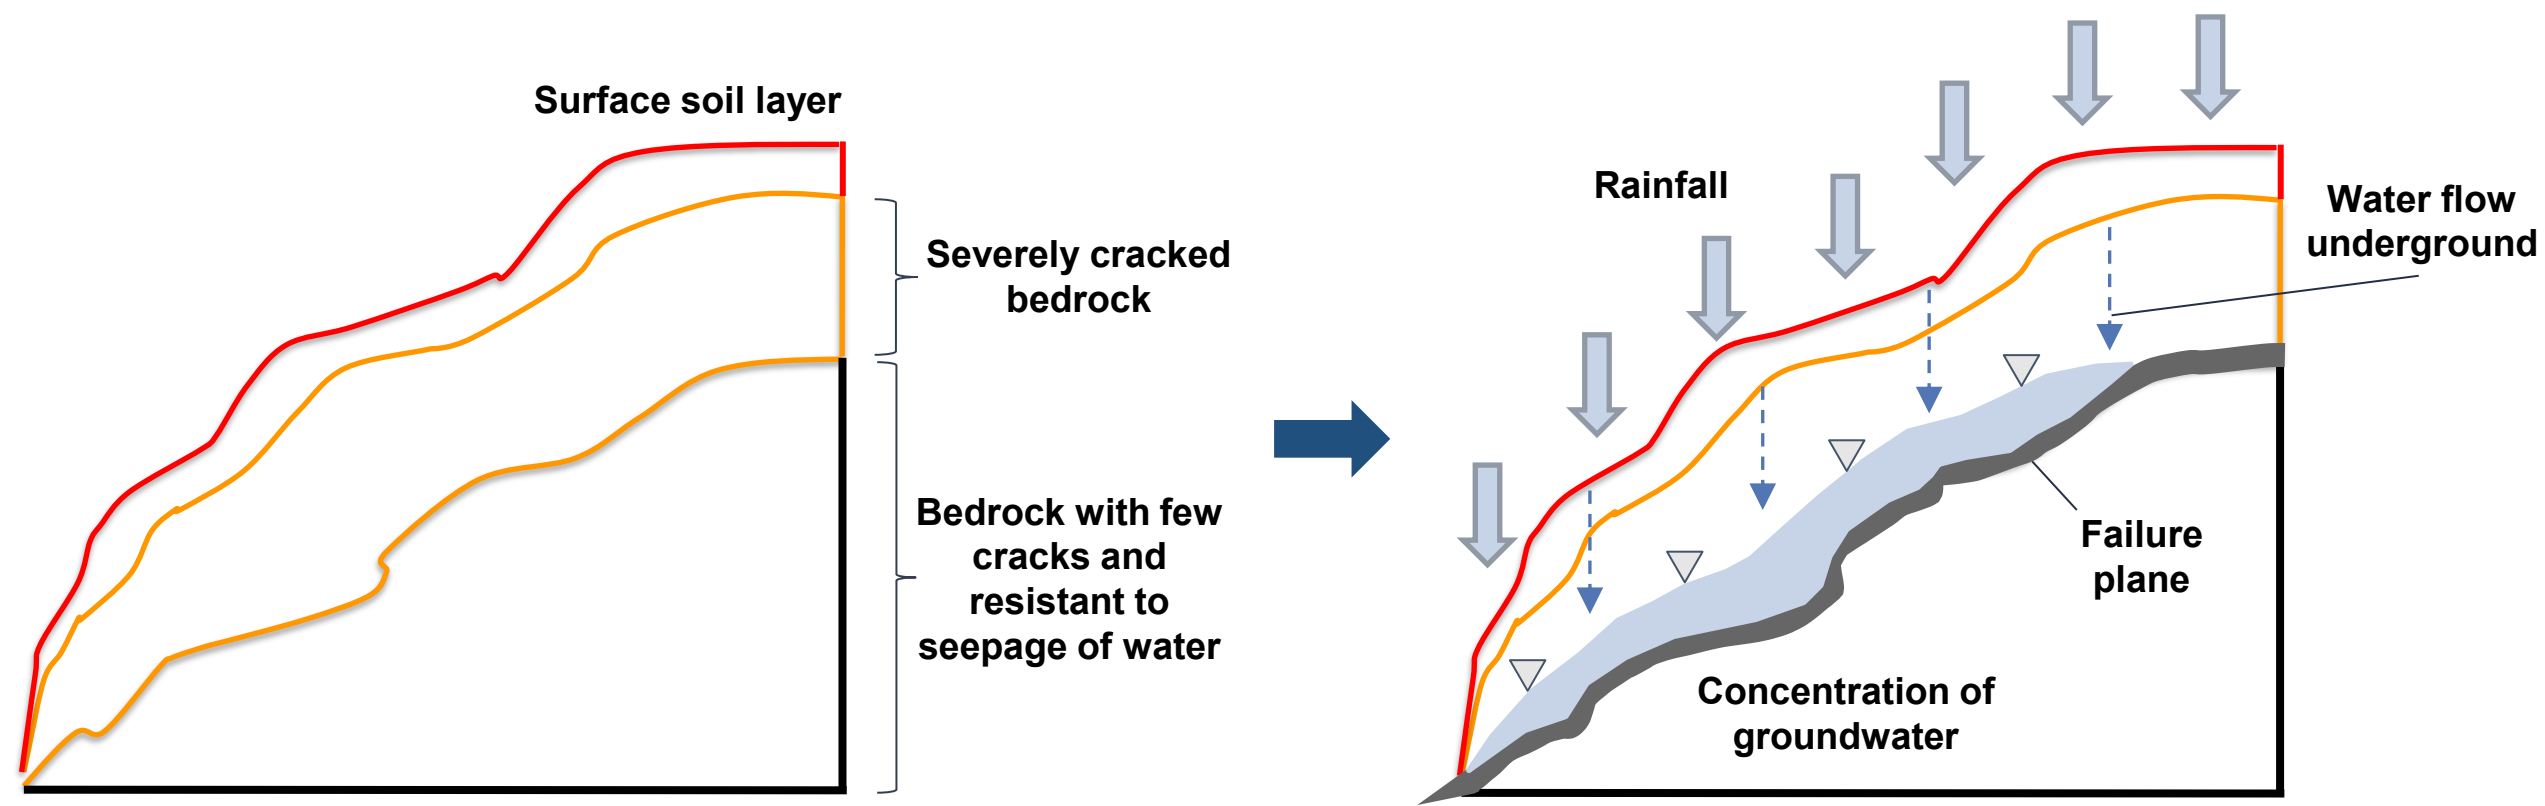 Surface soil layer
Severely cracked
bedrock
Bedrock with few
cracks and
resistant to
seepage of water
Rainfall
Water flow
underground
Failure
plane
Concentration of
groundwater